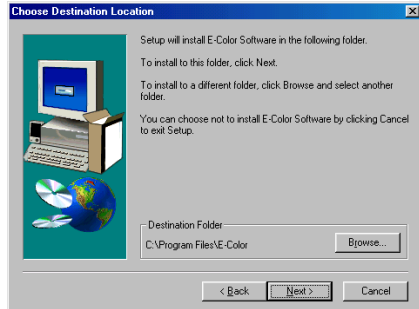 Choose Destination Location
Setup will install E-Color Software in the following folder.
To install to this folder, click Next.
To install to a different folder, click Browse and select another
folder.
You can choose not to install E-Color Software by clicking Cancel
to exit Setup.
Destination Folder
C:\Program Files\E-Color
Browse...
< Back
Next >
Cancel